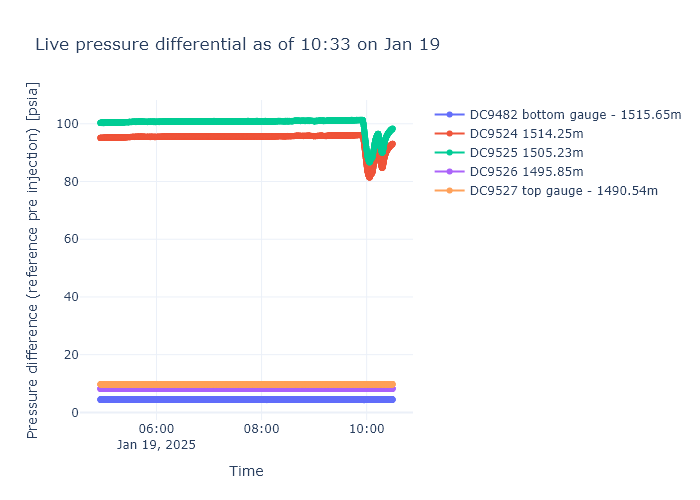 Live pressure differential as of 10:33 on Jan 19
Pressure difference (reference pre injection) [psia]
100
80
60
40
20
0
06:00
Jan 19, 2025
08:00
10:00
Time
DC9482 bottom gauge - 1515.65m
DC9524 1514.25m
DC9525 1505.23m
DC9526 1495.85m
DC9527 top gauge - 1490.54m